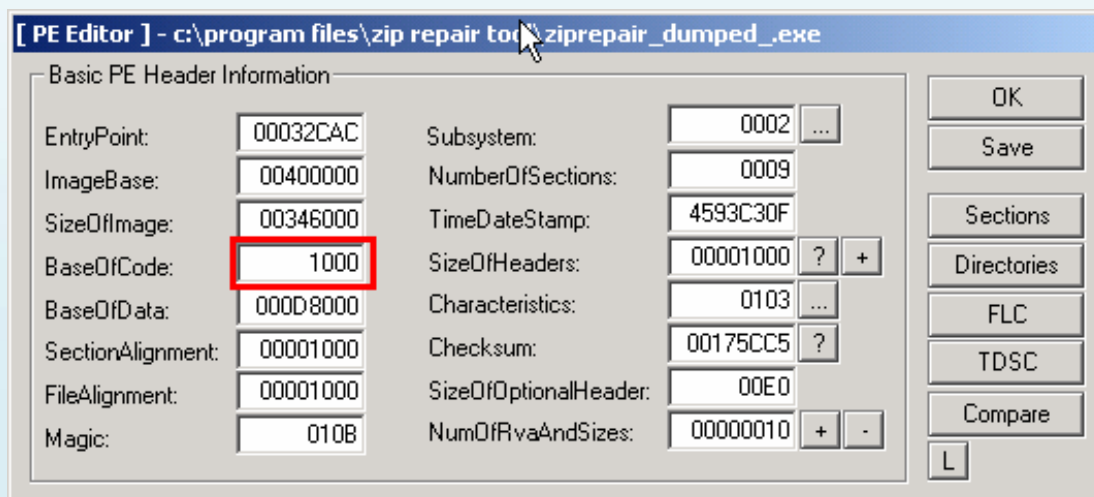 [ PE Editor ] - c:\program files\zip repair tool\ziprepair_dumped_.exe
Basic PE Header Information
EntryPoint: 00032CAC
ImageBase: 00400000
SizeOfImage: 00346000
BaseOfCode: 1000
BaseOfData: 000D8000
SectionAlignment: 00001000
FileAlignment: 00001000
Magic: 010B
Subsystem: 0002 ...
NumberOfSections: 0009
TimeDateStamp: 4593C30F
SizeOfHeaders: 00001000 ? +
Characteristics: 0103 ...
Checksum: 00175CC5 ?
SizeOfOptionalHeader: 00E0
NumOfRvaAndSizes: 00000010 + -
OK
Save
Sections
Directories
FLC
TDSC
Compare
L